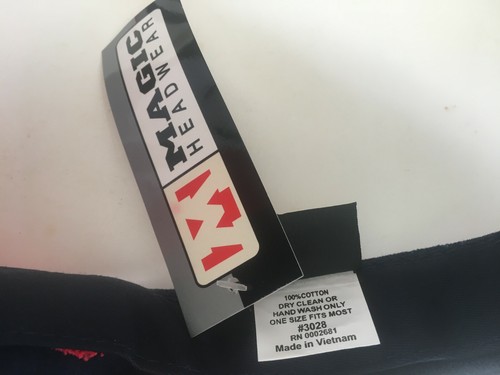 MAGIC
HEADWEAR
100%COTTON
DRY CLEAN OR
HAND WASH ONLY
ONE SIZE FITS MOST
#3028
RN 0002681
Made in Vietnam